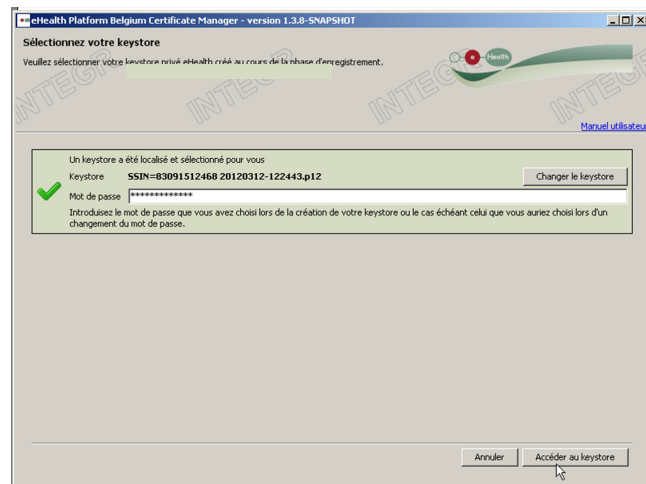 eHealth Platform Belgium Certificate Manager - version 1.3.8-SNAPSHOT
Sélectionnez votre keystore
Veuillez sélectionner votre keystore privé eHealth créé au cours de la phase d'enregistrement.
Health
INTEGR
INTEGR
INTEGR
INTEGR
Manuel utilisateur
Un keystore a été localisé et sélectionné pour vous
Keystore SSIN=83091512468 20120312-122443.p12 Changer le keystore
Mot de passe *************
Introduisez le mot de passe que vous avez choisi lors de la création de votre keystore ou le cas échéant celui que vous auriez choisi lors d'un
changement du mot de passe.
Annuler Accéder au keystore